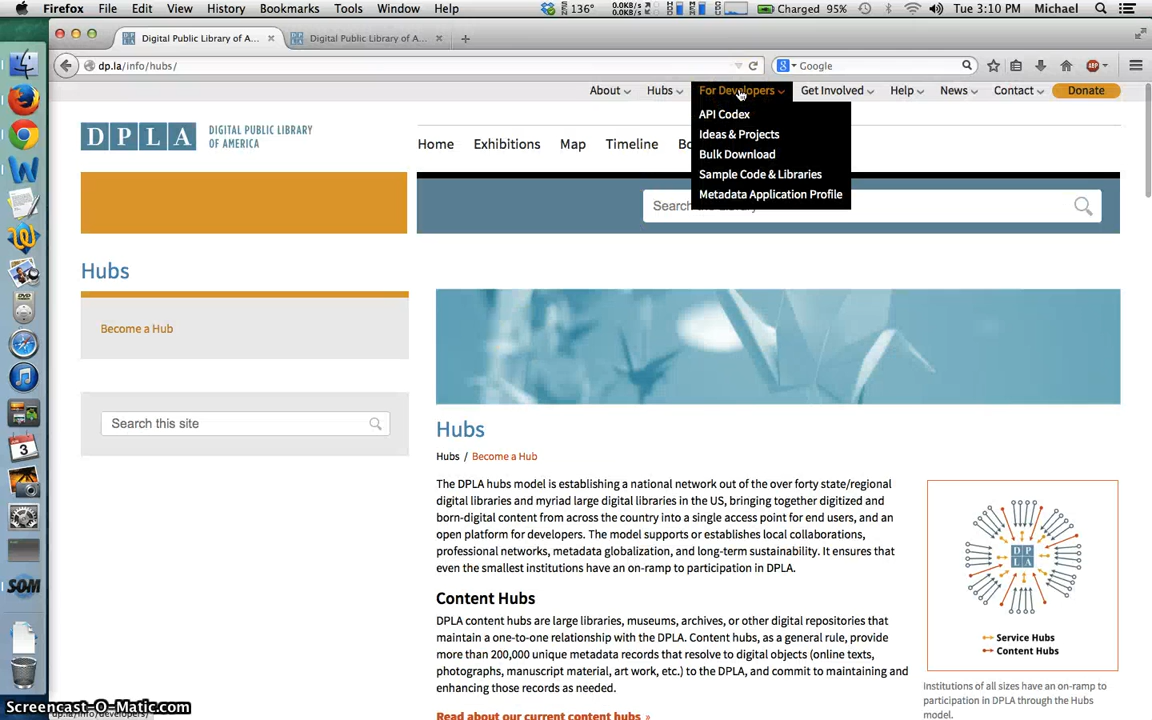 Firefox File Edit View History Bookmarks Tools Window Help 136° 0.0KB/s 0.0KB/s Charged 95% Tue 3:10 PM Michael
Digital Public Library of A... × Digital Public Library of A... × +
dp.la/info/hubs/ Google
About Hubs For Developers Get Involved Help News Contact Donate
API Codex
Ideas & Projects
Bulk Download
Sample Code & Libraries
Metadata Application Profile
DPLA DIGITAL PUBLIC LIBRARY
OF AMERICA
Home Exhibitions Map Timeline
Hubs
Become a Hub
Search this site
Hubs
Hubs / Become a Hub
The DPLA hubs model is establishing a national network out of the over forty state/regional
digital libraries and myriad large digital libraries in the US, bringing together digitized and
born-digital content from across the country into a single access point for end users, and an
open platform for developers. The model supports or establishes local collaborations,
professional networks, metadata globalization, and long-term sustainability. It ensures that
even the smallest institutions have an on-ramp to participation in DPLA.
Content Hubs
DPLA content hubs are large libraries, museums, archives, or other digital repositories that
maintain a one-to-one relationship with the DPLA. Content hubs, as a general rule, provide
more than 200,000 unique metadata records that resolve to digital objects (online texts,
photographs, manuscript material, art work, etc.) to the DPLA, and commit to maintaining and
enhancing those records as needed.
Read about our current content hubs »
DP
LA
Service Hubs
Content Hubs
Institutions of all sizes have an on-ramp to
participation in DPLA through the Hubs
model.
3
SOM
Screencast-O-Matic.com
dp.la/info/developers/